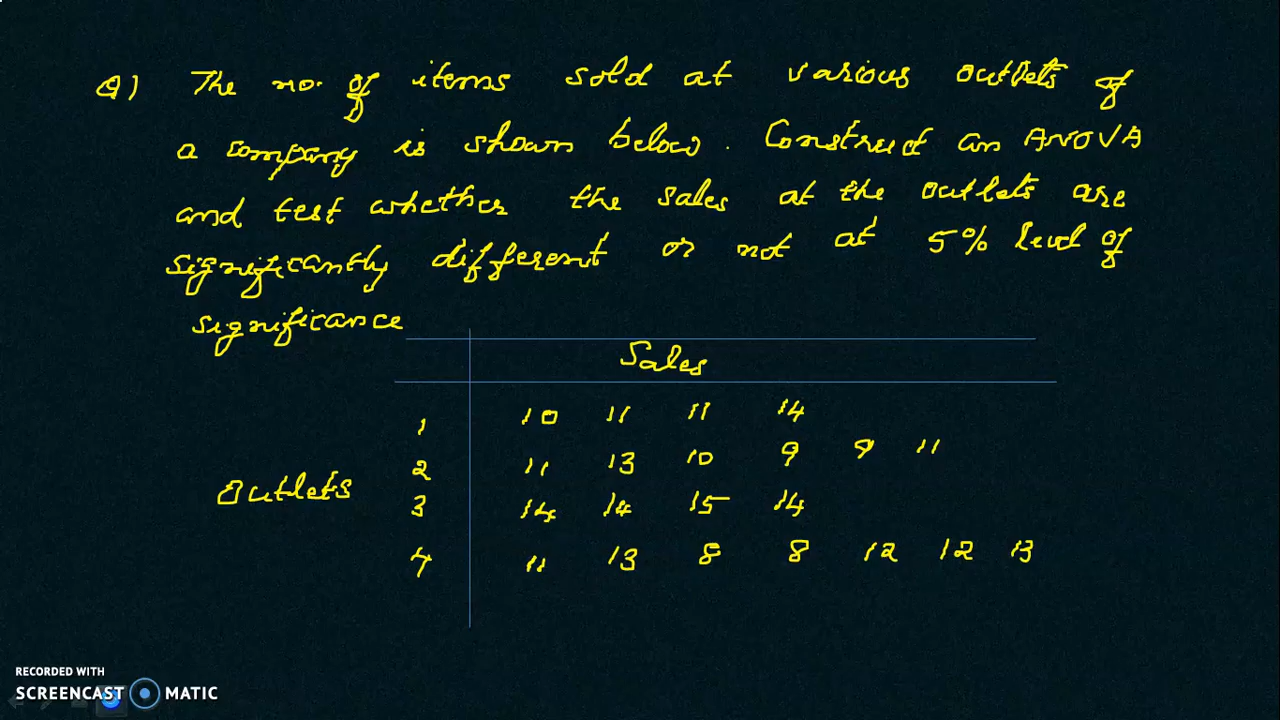 Q1 The no. of items sold at various outlets of
a company is shown below. Construct an ANOVA
and test whether the sales at the outlets are
significantly different or not at 5% level of
significance
Sales
1 10 11 11 14
2 11 13 10 9 9 11
Outlets
3 14 14 15 14
4 11 13 8 8 12 12 13
RECORDED WITH
SCREENCAST MATIC